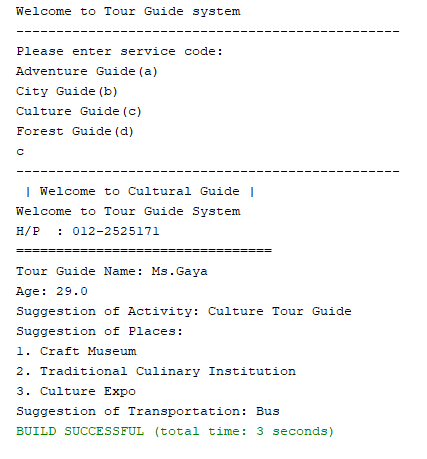 Welcome to Tour Guide system
------------------------------------------------
Please enter service code:
Adventure Guide(a)
City Guide(b)
Culture Guide(c)
Forest Guide(d)
c
------------------------------------------------
| Welcome to Cultural Guide |
Welcome to Tour Guide System
H/P  : 012-2525171
================================
Tour Guide Name: Ms.Gaya
Age: 29.0
Suggestion of Activity: Culture Tour Guide
Suggestion of Places:
1. Craft Museum
2. Traditional Culinary Institution
3. Culture Expo
Suggestion of Transportation: Bus
BUILD SUCCESSFUL (total time: 3 seconds)